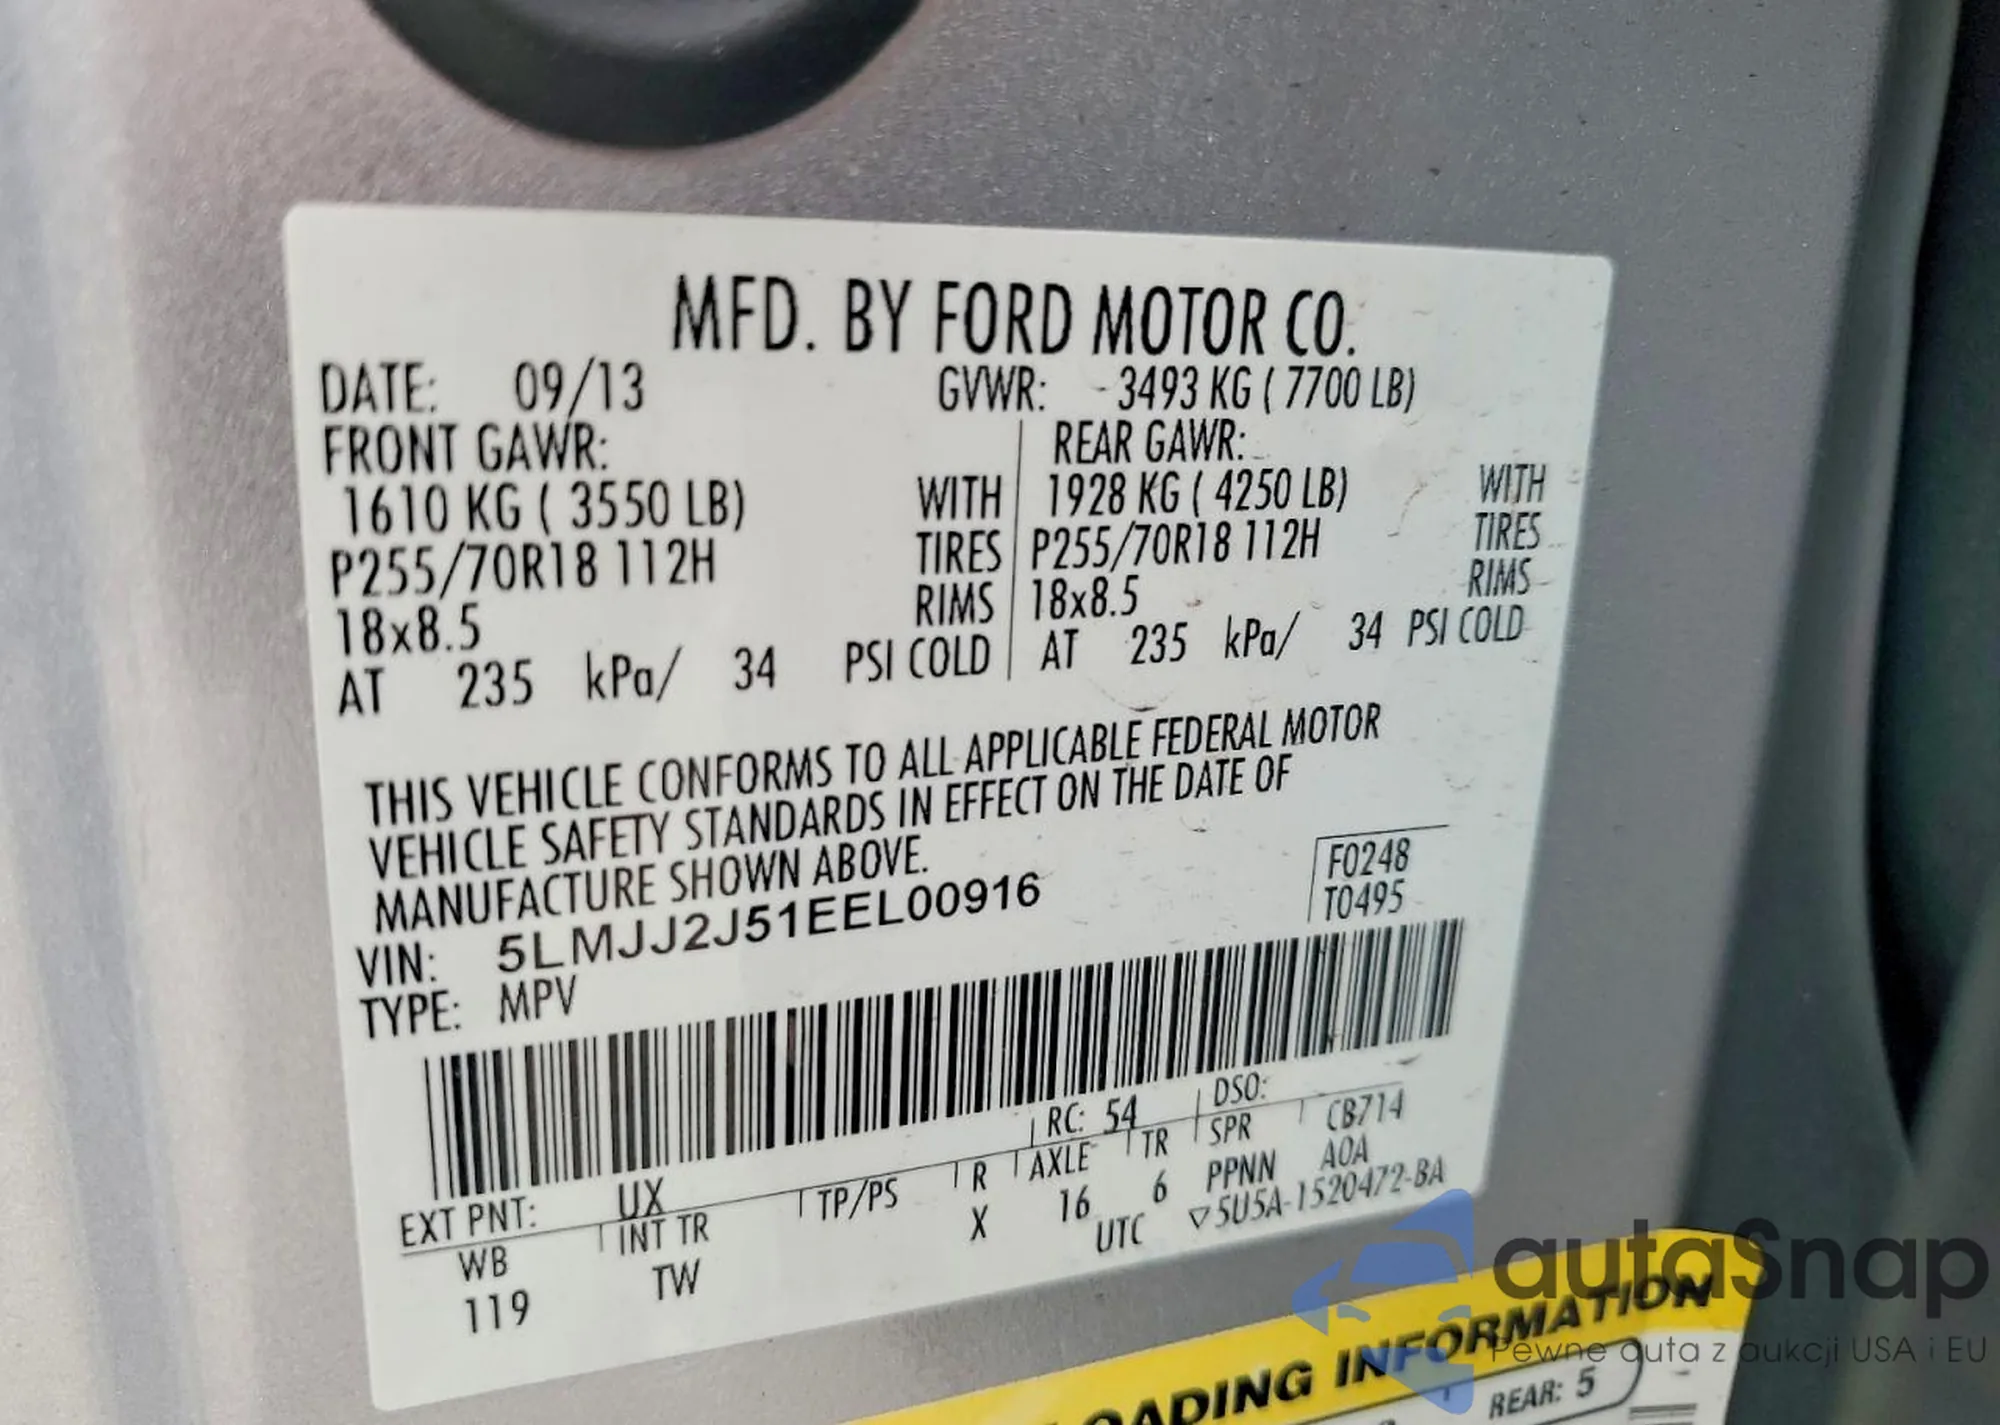 MFD. BY FORD MOTOR CO.
DATE: 09/13 GVWR: 3493 KG ( 7700 LB)
FRONT GAWR: REAR GAWR:
1610 KG ( 3550 LB) WITH 1928 KG ( 4250 LB) WITH
P255/70R18 112H TIRES P255/70R18 112H TIRES
18x8.5 RIMS 18x8.5 RIMS
AT 235 kPa/ 34 PSI COLD AT 235 kPa/ 34 PSI COLD
THIS VEHICLE CONFORMS TO ALL APPLICABLE FEDERAL MOTOR
VEHICLE SAFETY STANDARDS IN EFFECT ON THE DATE OF
MANUFACTURE SHOWN ABOVE.
F0248
T0495
VIN: 5LMJJ2J51EEL00916
TYPE: MPV
EXT PNT: UX RC: 54 DSO: CB714
WB INT TR TP/PS R AXLE TR SPR A0A
119 TW X 16 6 PPNN
UTC ▽5U5A-1520472-BA
autaSnap
Pewne auta z aukcji USA i EU
INFORMATION
REAR: 5